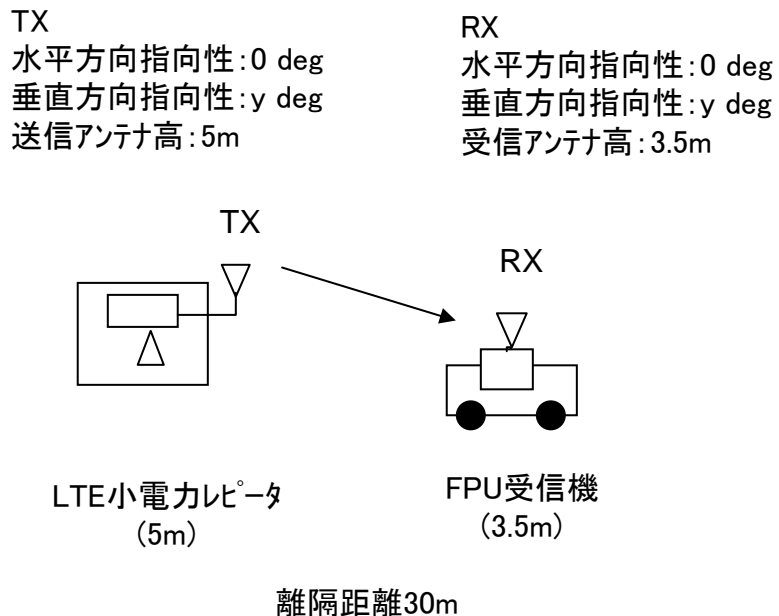 TX
水平方向指向性:0 deg
垂直方向指向性:y deg
送信アンテナ高:5m
RX
水平方向指向性:0 deg
垂直方向指向性:y deg
受信アンテナ高:3.5m
TX
RX
LTE小電力レピータ
(5m)
FPU受信機
(3.5m)
離隔距離30m